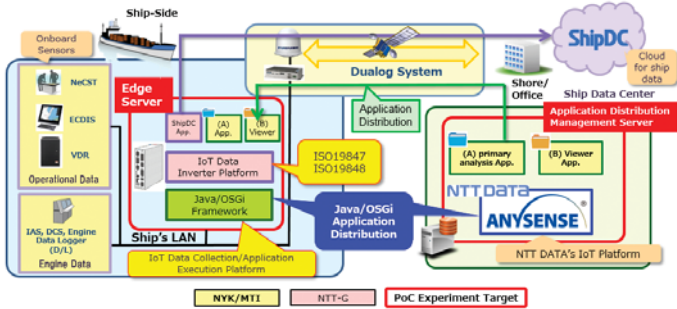 Ship-Side
Onboard
Sensors
NeCST
ECDIS
VDR
Operational Data
IAS, DCS, Engine
Data Logger
(D/L)
Engine Data
Edge
Server
ShipDC
App.
(A)
App.
(B)
Viewer
IoT Data
Inverter Platform
Java/OSGi
Framework
Ship's LAN
IoT Data Collection/Application
Execution Platform
ISO19847
ISO19848
Dualog System
Application
Distribution
Java/OSGi
Application
Distribution
Shore/
Office
ShipDC
Cloud
for ship
data
Ship Data Center
Application Distribution
Management Server
(A) primary
analysis App.
(B) Viewer
App.
NTT DATA
ANYSENSE
NTT DATA's IoT Platform
NYK/MTI
NTT-G
PoC Experiment Target